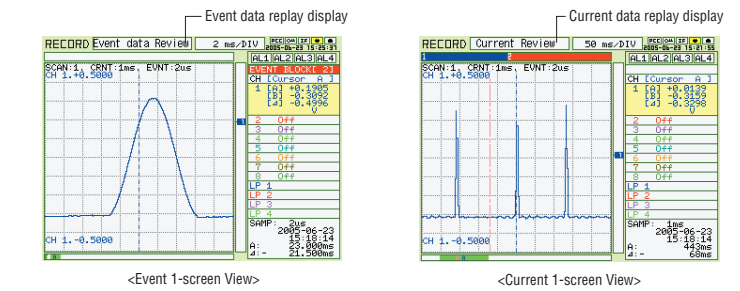 Event data replay display
RECORD Event data Review 2 ms/DIV 2005-06-23 15:25:37
AL1 AL2 AL3 AL4
SCAN:1, CRNT:1ms, EVNT:2us
CH 1.+0.5000
EVENT BLOCK[ 2]
CH [Cursor A ]
1 [A] +0.1905
[B] -0.3092
[⊿] -0.4996
V
2 Off
3 Off
4 Off
5 Off
6 Off
7 Off
8 Off
LP 1
LP 2
LP 3
LP 4
SAMP: 2us
2005-06-23
15:18:14
A: 23.000ms
⊿:- 21.500ms
CH 1.-0.5000
<Event 1-screen View>
Current data replay display
RECORD Current Review 50 ms/DIV 2005-06-23 15:21:55
1 2
AL1 AL2 AL3 AL4
SCAN:1, CRNT:1ms, EVNT:2us
CH 1.+0.5000
CH [Cursor A ]
1 [A] +0.0139
[B] -0.3159
[⊿] -0.3298
V
2 Off
3 Off
4 Off
5 Off
6 Off
7 Off
8 Off
LP 1
LP 2
LP 3
LP 4
SAMP: 1ms
2005-06-23
15:18:14
A: 443ms
⊿:- 68ms
CH 1.-0.5000
<Current 1-screen View>